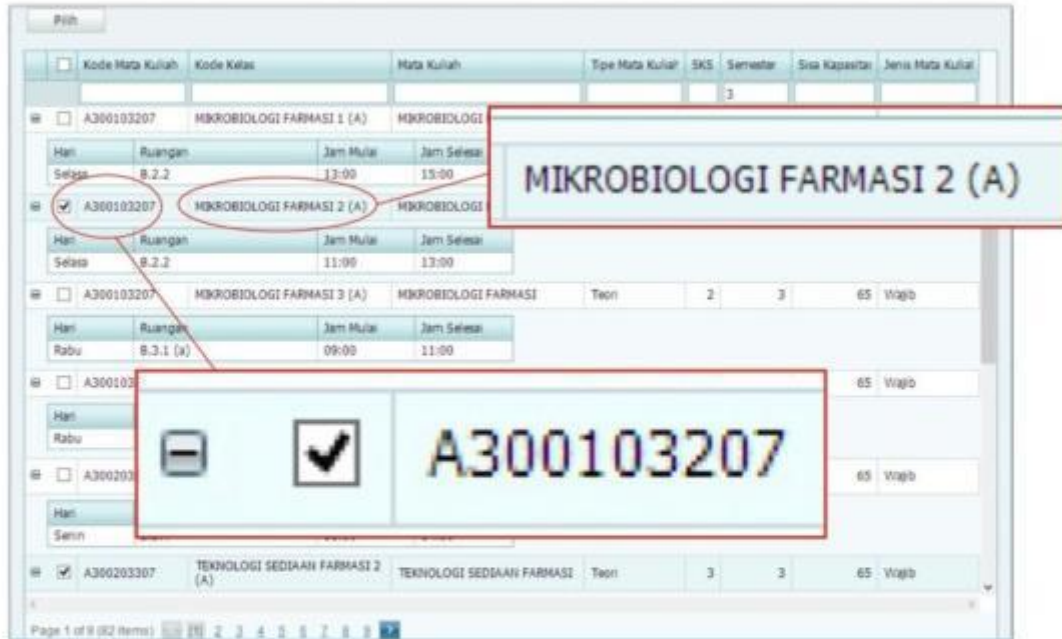 Pilih
Kode Mata Kuliah Kode Kelas Mata Kuliah Tipe Mata Kuliah SKS Semester Sisa Kapasitas Jenis Mata Kuliah
3
A300103207 MIKROBIOLOGI FARMASI 1 (A) MIKROBIOLOGI
Hari Ruangan Jam Mulai Jam Selesai
Selasa B.2.2 13:00 15:00
MIKROBIOLOGI FARMASI 2 (A)
A300103207 MIKROBIOLOGI FARMASI 2 (A) MIKROBIOLOGI
Hari Ruangan Jam Mulai Jam Selesai
Selasa B.2.2 11:00 13:00
A300103207 MIKROBIOLOGI FARMASI 3 (A) MIKROBIOLOGI FARMASI Teori 2 3 65 Wajib
Hari Ruangan Jam Mulai Jam Selesai
Rabu B.3.1 (a) 09:00 11:00
A300103 65 Wajib
Hari
Rabu
A300103207
A300203 65 Wajib
Hari
Senin
A300203307 TEKNOLOGI SEDIAAN FARMASI 2 (A) TEKNOLOGI SEDIAAN FARMASI Teori 3 3 65 Wajib
Page 1 of 9 (82 items) [1] 2 3 4 5 6 7 8 9